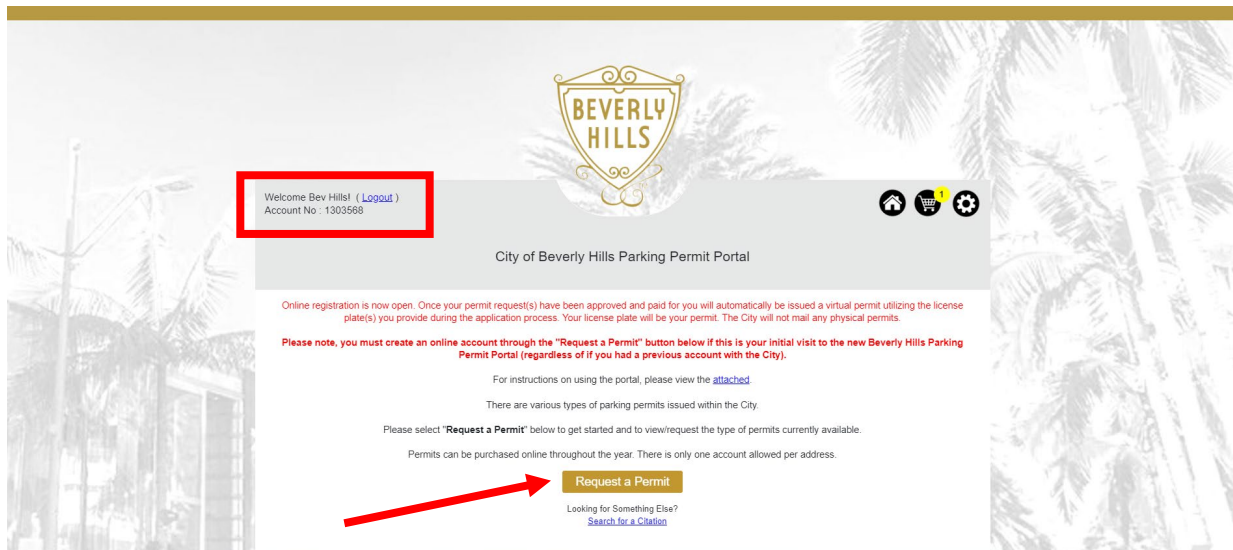 BEVERLY
HILLS
Welcome Bev Hills! ( Logout )
Account No : 1303568
1
City of Beverly Hills Parking Permit Portal
Online registration is now open. Once your permit request(s) have been approved and paid for you will automatically be issued a virtual permit utilizing the license
plate(s) you provide during the application process. Your license plate will be your permit. The City will not mail any physical permits.
Please note, you must create an online account through the "Request a Permit" button below if this is your initial visit to the new Beverly Hills Parking
Permit Portal (regardless of if you had a previous account with the City).
For instructions on using the portal, please view the attached.
There are various types of parking permits issued within the City.
Please select "Request a Permit" below to get started and to view/request the type of permits currently available.
Permits can be purchased online throughout the year. There is only one account allowed per address.
Request a Permit
Looking for Something Else?
Search for a Citation